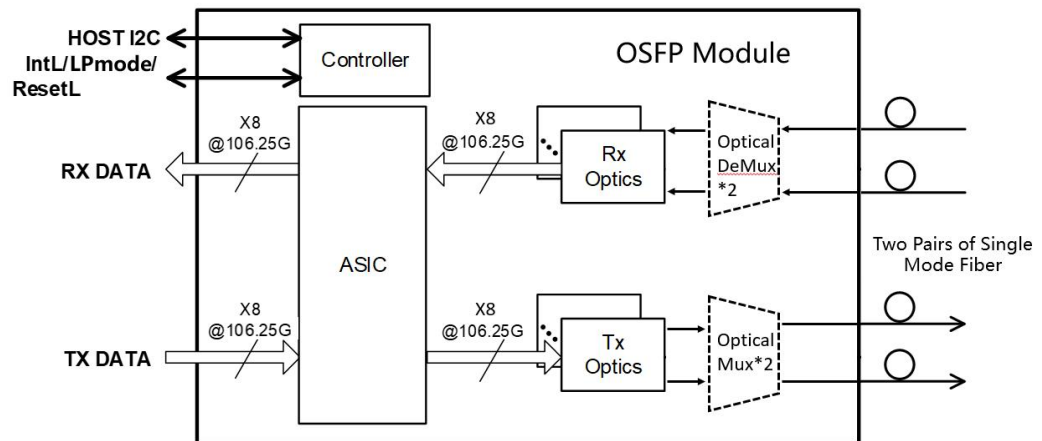 HOST I2C
IntL/LPmode/
ResetL
Controller
OSFP Module
X8
@106.25G
X8
@106.25G
RX DATA
Rx
Optics
Optical
DeMux
*2
ASIC
Two Pairs of Single
Mode Fiber
X8
@106.25G
X8
@106.25G
TX DATA
Tx
Optics
Optical
Mux*2